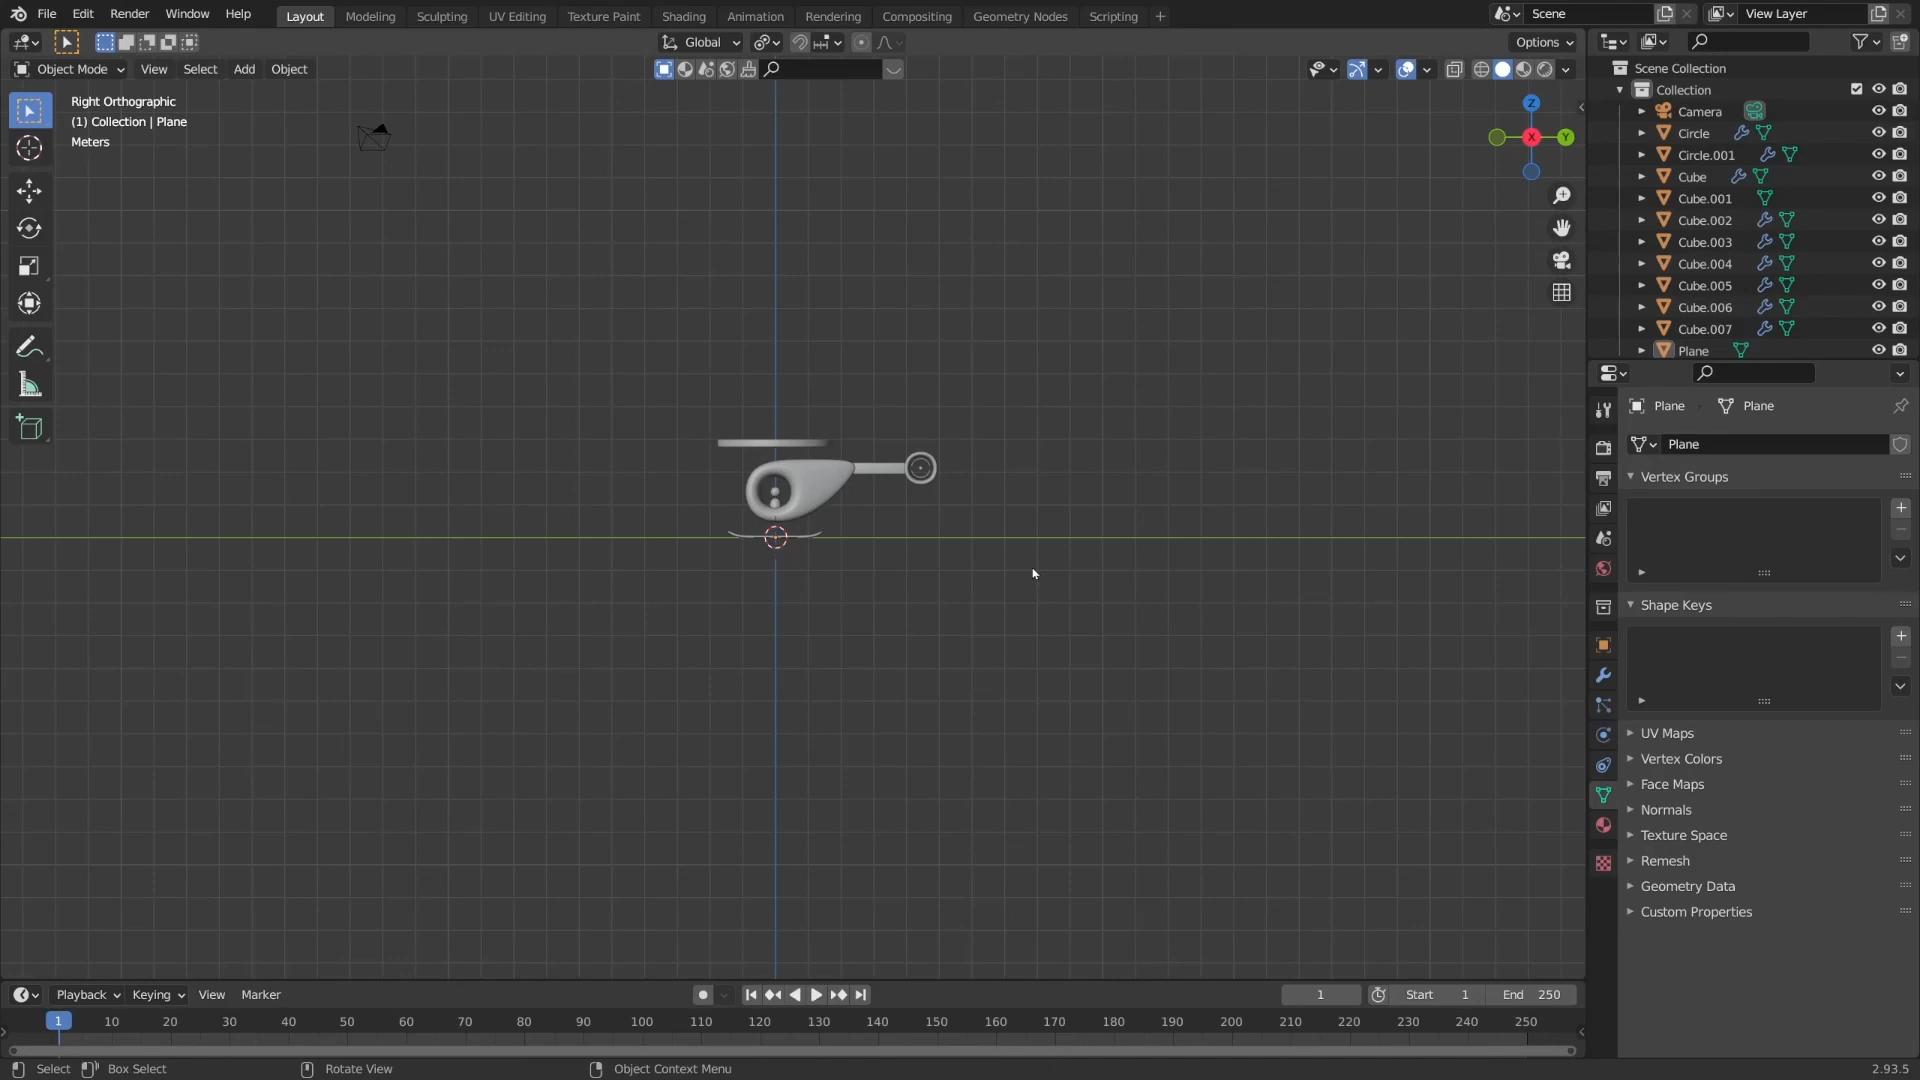 File Edit Render Window Help Layout Modeling Sculpting UV Editing Texture Paint Shading Animation Rendering Compositing Geometry Nodes Scripting Scene View Layer
Global Options
Object Mode View Select Add Object
Right Orthographic
(1) Collection | Plane
Meters
Z
X
Y
Scene Collection
Collection
Camera
Circle
Circle.001
Cube
Cube.001
Cube.002
Cube.003
Cube.004
Cube.005
Cube.006
Cube.007
Plane
Plane Plane
Plane
Vertex Groups
Shape Keys
UV Maps
Vertex Colors
Face Maps
Normals
Texture Space
Remesh
Geometry Data
Custom Properties
Playback Keying View Marker 1 Start 1 End 250
1 10 20 30 40 50 60 70 80 90 100 110 120 130 140 150 160 170 180 190 200 210 220 230 240 250
Select Box Select Rotate View Object Context Menu 2.93.5